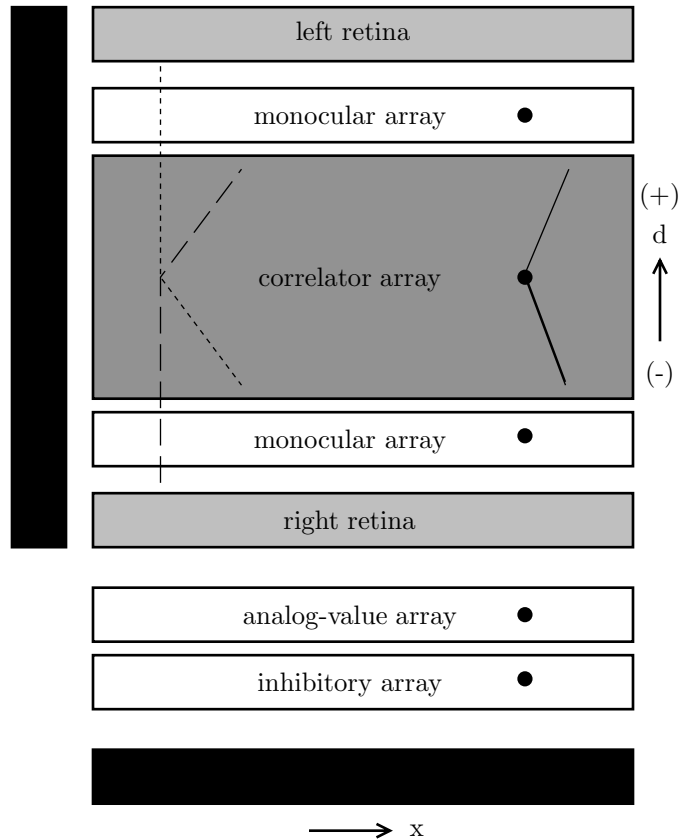 left retina
monocular array
(+)
d
correlator array
(-)
monocular array
right retina
analog-value array
inhibitory array
x